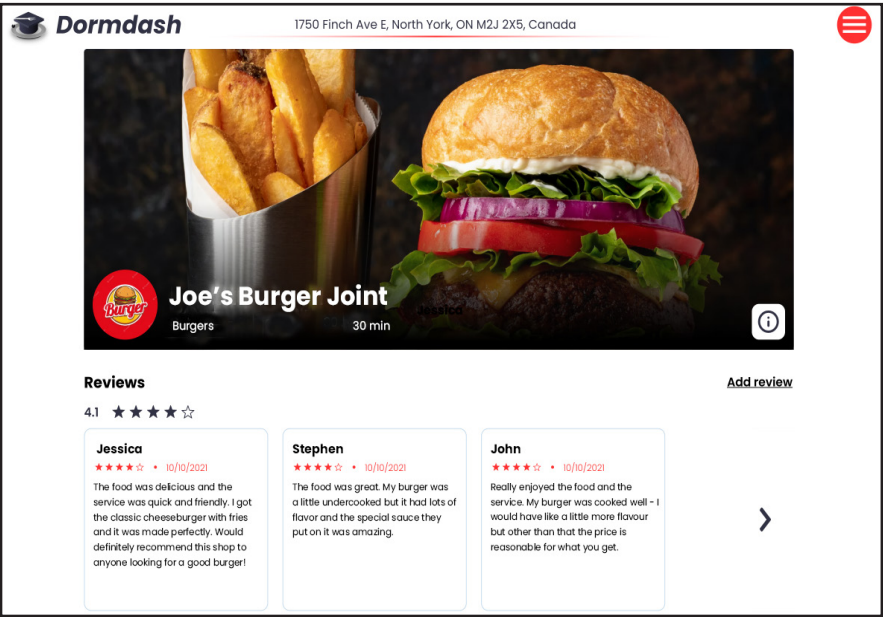 Dormdash
1750 Finch Ave E, North York, ON M2J 2X5, Canada
Burger
Joe's Burger Joint
Jessica
Burgers
30 min
Reviews
Add review
4.1 ★★★★☆
Jessica
★★★★☆ • 10/10/2021
The food was delicious and the
service was quick and friendly. I got
the classic cheeseburger with fries
and it was made perfectly. Would
definitely recommend this shop to
anyone looking for a good burger!
Stephen
★★★★☆ • 10/10/2021
The food was great. My burger was
a little undercooked but it had lots of
flavor and the special sauce they
put on it was amazing.
John
★★★★☆ • 10/10/2021
Really enjoyed the food and the
service. My burger was cooked well - I
would have like a little more flavour
but other than that the price is
reasonable for what you get.